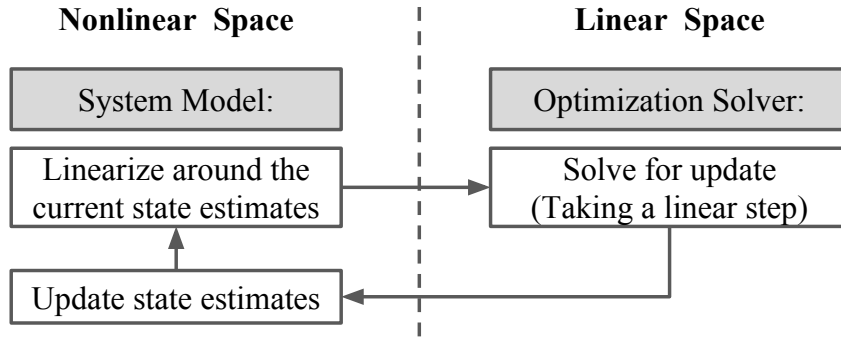 Nonlinear Space
Linear Space
System Model:
Optimization Solver:
Linearize around the
current state estimates
Solve for update
(Taking a linear step)
Update state estimates